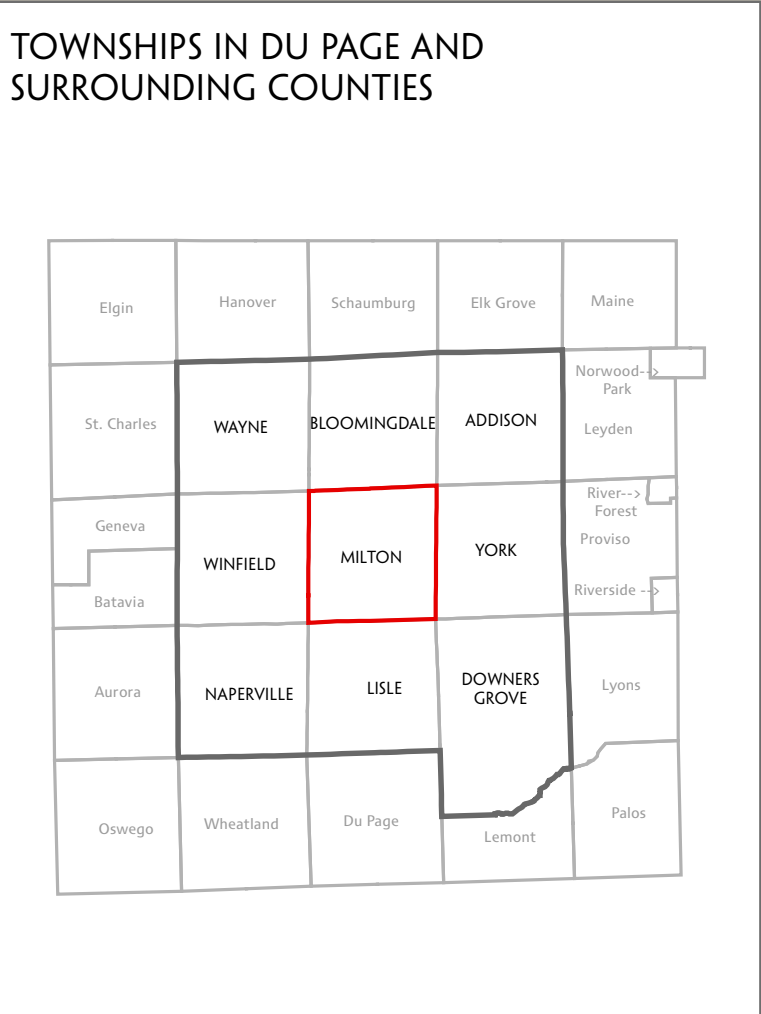 TOWNSHIPS IN DU PAGE AND
SURROUNDING COUNTIES
Elgin
Hanover
Schaumburg
Elk Grove
Maine
Norwood-->
Park
St. Charles
WAYNE
BLOOMINGDALE
ADDISON
Leyden
River-->
Forest
Geneva
Proviso
WINFIELD
MILTON
YORK
Riverside -->
Batavia
Aurora
NAPERVILLE
LISLE
DOWNERS
GROVE
Lyons
Oswego
Wheatland
Du Page
Lemont
Palos